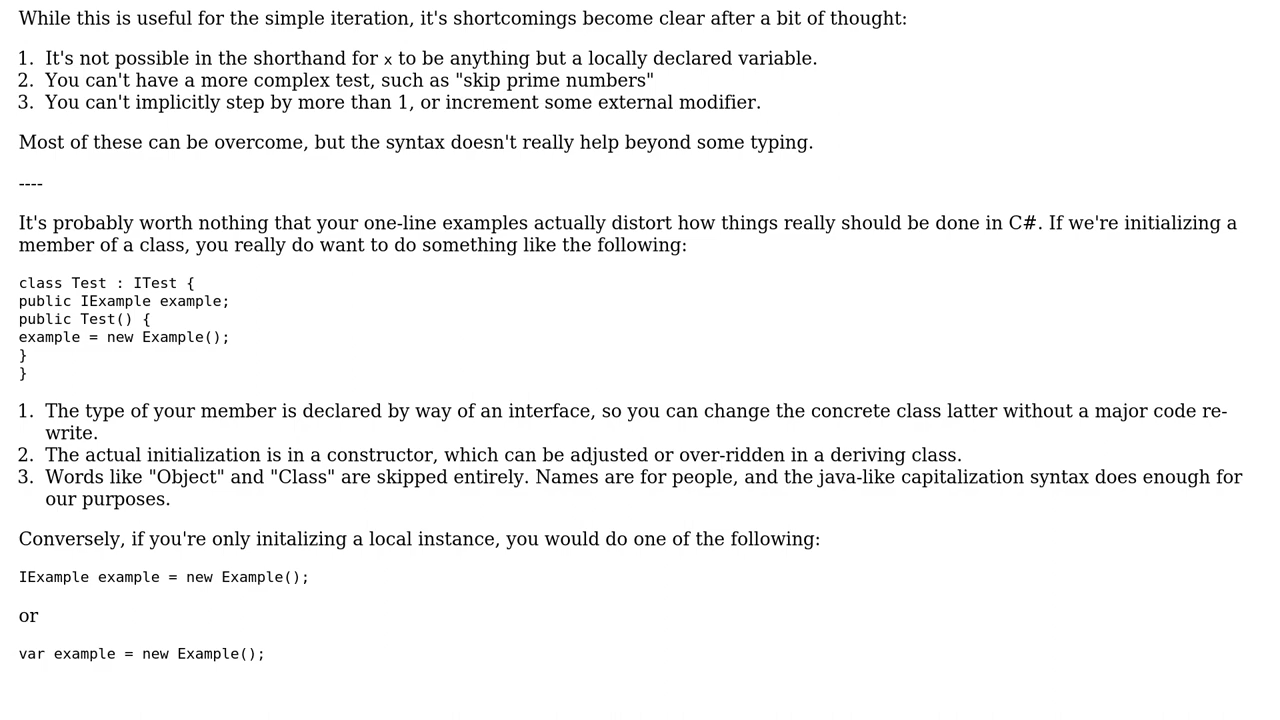 While this is useful for the simple iteration, it's shortcomings become clear after a bit of thought:
1. It's not possible in the shorthand for x to be anything but a locally declared variable.
2. You can't have a more complex test, such as "skip prime numbers"
3. You can't implicitly step by more than 1, or increment some external modifier.
Most of these can be overcome, but the syntax doesn't really help beyond some typing.
----
It's probably worth nothing that your one-line examples actually distort how things really should be done in C#. If we're initializing a
member of a class, you really do want to do something like the following:
class Test : ITest {
public IExample example;
public Test() {
example = new Example();
}
}
1. The type of your member is declared by way of an interface, so you can change the concrete class latter without a major code re-
write.
2. The actual initialization is in a constructor, which can be adjusted or over-ridden in a deriving class.
3. Words like "Object" and "Class" are skipped entirely. Names are for people, and the java-like capitalization syntax does enough for
our purposes.
Conversely, if you're only initalizing a local instance, you would do one of the following:
IExample example = new Example();
or
var example = new Example();